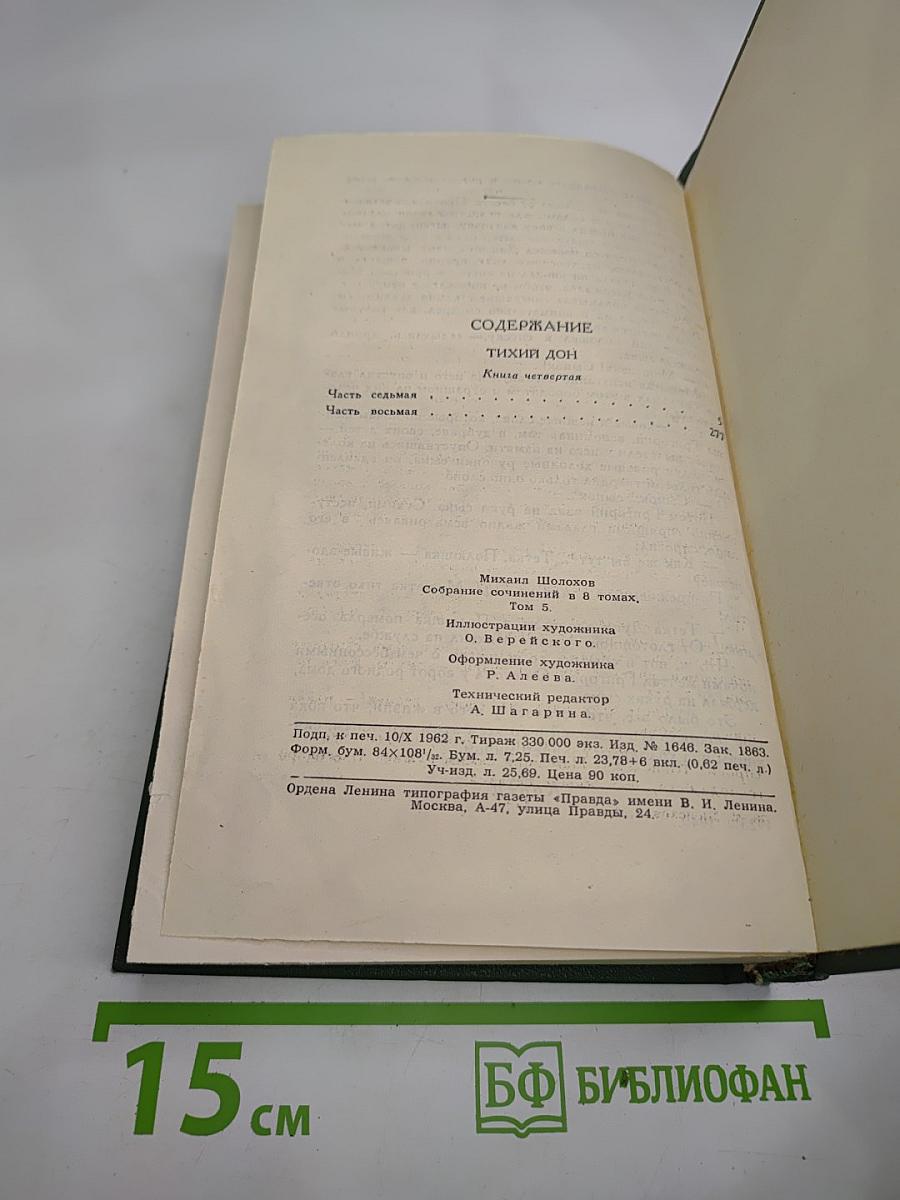 СОДЕРЖАНИЕ
ТИХИЙ ДОН
Книга четвертая
Часть седьмая . . . . . . . . . . . . . . . . . 5
Часть восьмая . . . . . . . . . . . . . . . . . 277
Михаил Шолохов
Собрание сочинений в 8 томах.
Том 5.
Иллюстрации художника
О. Верейского.
Оформление художника
Р. Алеева.
Технический редактор
А. Шагарина.
Подп. к печ. 10/X 1962 г. Тираж 330 000 экз. Изд. № 1646. Зак. 1863.
Форм. бум. 84×108¹/₃₂. Бум. л. 7,25. Печ. л. 23,78+6 вкл. (0,62 печ. л.)
Уч-изд. л. 25,69. Цена 90 коп.
Ордена Ленина типография газеты «Правда» имени В. И. Ленина.
Москва, А-47, улица Правды, 24.
15 см
БФ БИБЛИОФАН